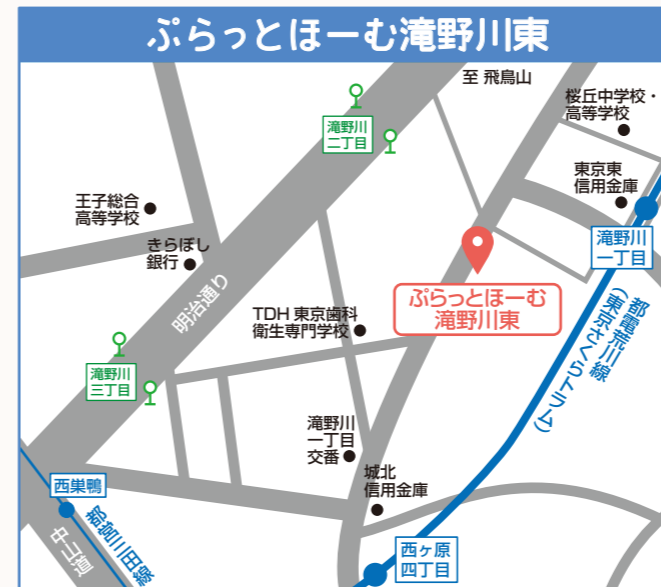 ぷらっとほーむ滝野川東
至 飛鳥山
桜丘中学校・
高等学校
滝野川
二丁目
東京東
信用金庫
王子総合
高等学校
滝野川
一丁目
きらぼし
銀行
明治通り
ぷらっとほーむ
滝野川東
TDH 東京歯科
衛生専門学校
都電荒川線
(東京さくらトラム)
滝野川
三丁目
滝野川
一丁目
交番
城北
信用金庫
西巣鴨
都営三田線
中山道
西ヶ原
四丁目